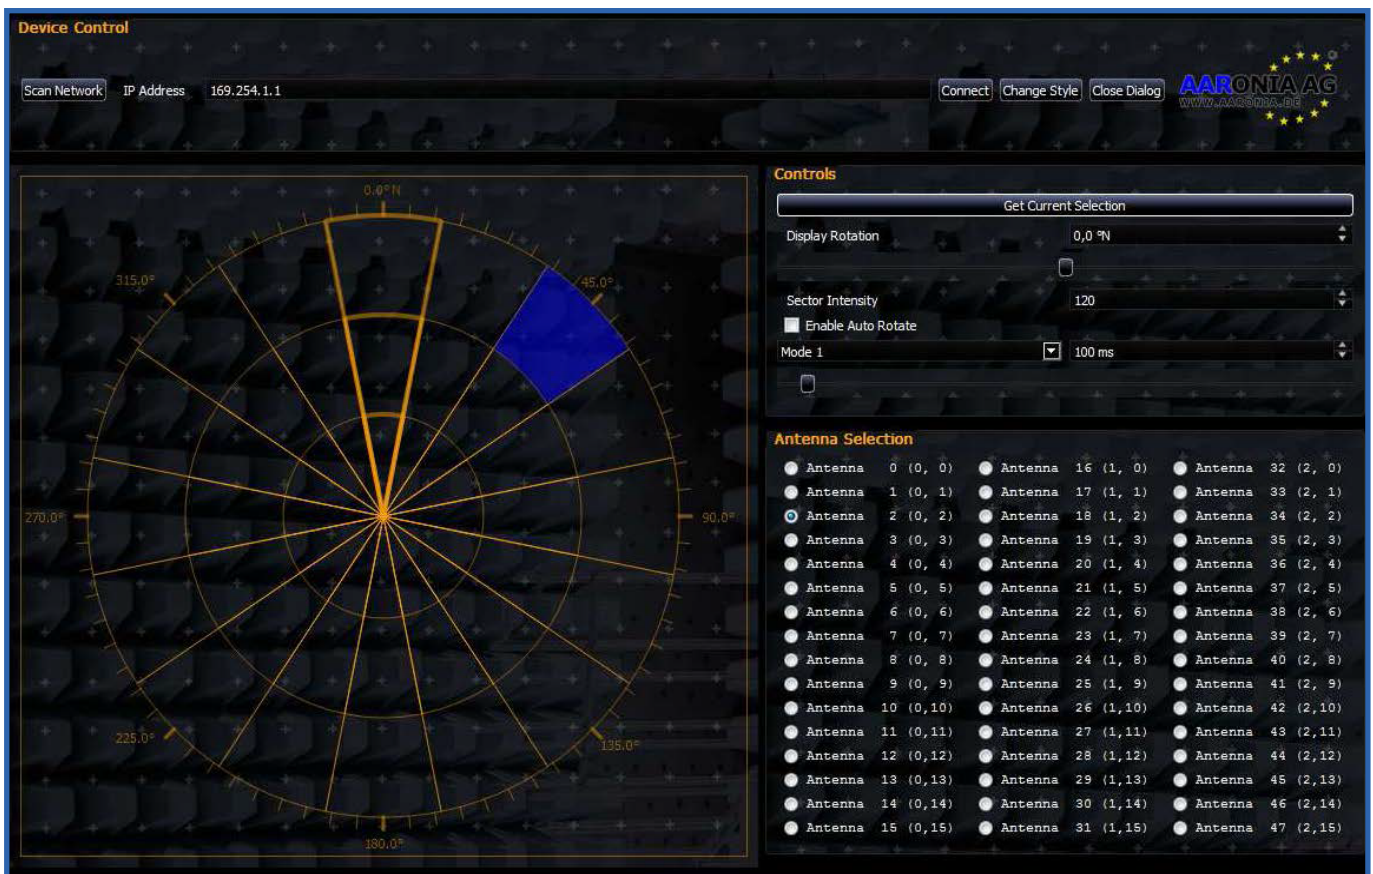 Device Control
Scan Network IP Address 169.254.1.1 Connect Change Style Close Dialog AARONIA AG
WWW.AARONIA.DE
0.0°N
315.0°
45.0°
270.0°
90.0°
225.0°
135.0°
180.0°
Controls
Get Current Selection
Display Rotation 0,0 °N
Sector Intensity 120
Enable Auto Rotate
Mode 1 100 ms
Antenna Selection
Antenna 0 (0, 0) Antenna 16 (1, 0) Antenna 32 (2, 0)
Antenna 1 (0, 1) Antenna 17 (1, 1) Antenna 33 (2, 1)
Antenna 2 (0, 2) Antenna 18 (1, 2) Antenna 34 (2, 2)
Antenna 3 (0, 3) Antenna 19 (1, 3) Antenna 35 (2, 3)
Antenna 4 (0, 4) Antenna 20 (1, 4) Antenna 36 (2, 4)
Antenna 5 (0, 5) Antenna 21 (1, 5) Antenna 37 (2, 5)
Antenna 6 (0, 6) Antenna 22 (1, 6) Antenna 38 (2, 6)
Antenna 7 (0, 7) Antenna 23 (1, 7) Antenna 39 (2, 7)
Antenna 8 (0, 8) Antenna 24 (1, 8) Antenna 40 (2, 8)
Antenna 9 (0, 9) Antenna 25 (1, 9) Antenna 41 (2, 9)
Antenna 10 (0,10) Antenna 26 (1,10) Antenna 42 (2,10)
Antenna 11 (0,11) Antenna 27 (1,11) Antenna 43 (2,11)
Antenna 12 (0,12) Antenna 28 (1,12) Antenna 44 (2,12)
Antenna 13 (0,13) Antenna 29 (1,13) Antenna 45 (2,13)
Antenna 14 (0,14) Antenna 30 (1,14) Antenna 46 (2,14)
Antenna 15 (0,15) Antenna 31 (1,15) Antenna 47 (2,15)